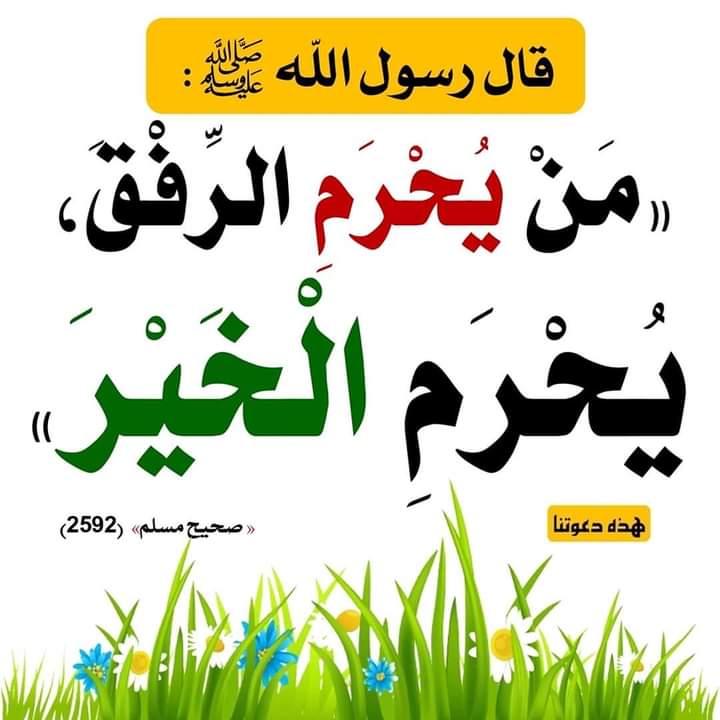 قال رسول الله ﷺ :
((مَنْ يُحْرَمِ الرِّفْقَ،
يُحْرَمِ الْخَيْرَ))
هذه دعوتنا
« صحيح مسلم» (2592)